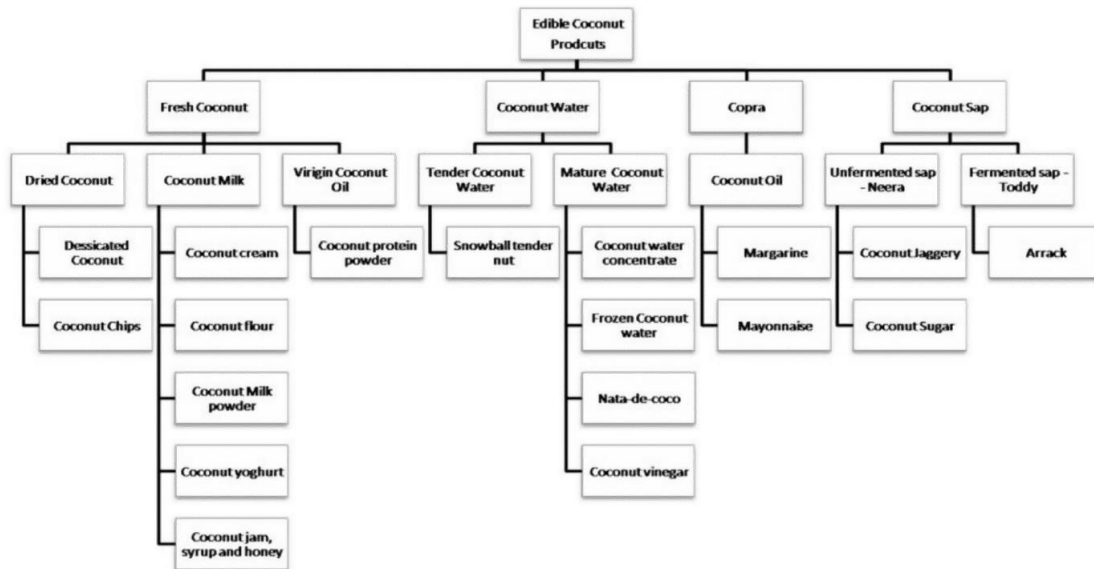 Edible Coconut
Prodcuts
Fresh Coconut
Coconut Water
Copra
Coconut Sap
Dried Coconut
Coconut Milk
Virigin Coconut
Oil
Tender Coconut
Water
Mature Coconut
Water
Coconut Oil
Unfermented sap
- Neera
Fermented sap -
Toddy
Dessicated
Coconut
Coconut cream
Coconut protein
powder
Snowball tender
nut
Coconut water
concentrate
Margarine
Coconut Jaggery
Arrack
Coconut Chips
Coconut flour
Frozen Coconut
water
Mayonnaise
Coconut Sugar
Coconut Milk
powder
Nata-de-coco
Coconut yoghurt
Coconut vinegar
Coconut jam,
syrup and honey